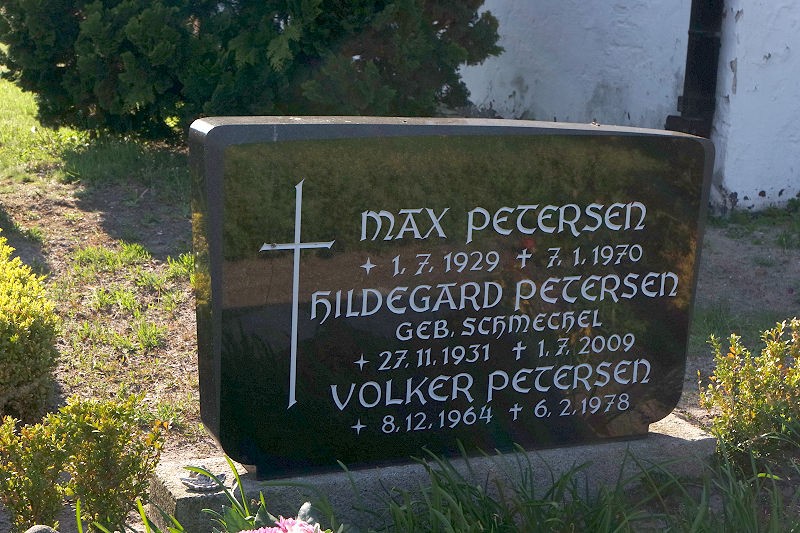 MAX PETERSEN
✦ 1.7.1929 ✝ 7.1.1970
HILDEGARD PETERSEN
GEB. SCHMECHEL
✦ 27.11.1931 ✝ 1.7.2009
VOLKER PETERSEN
✦ 8.12.1964 ✝ 6.2.1978